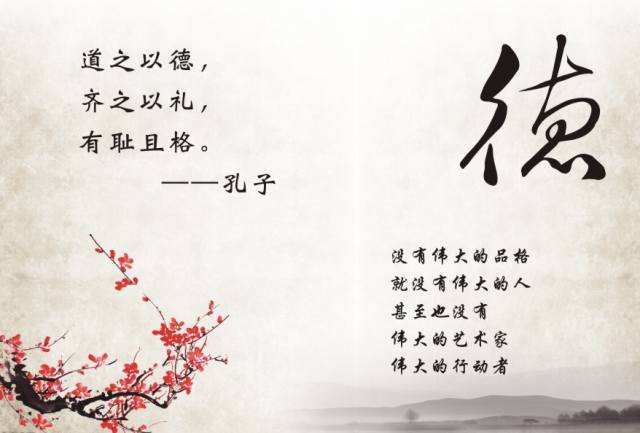 道之以德，
齐之以礼，
有耻且格。
——孔子
德
没有伟大的品格
就没有伟大的人
甚至也没有
伟大的艺术家
伟大的行动者